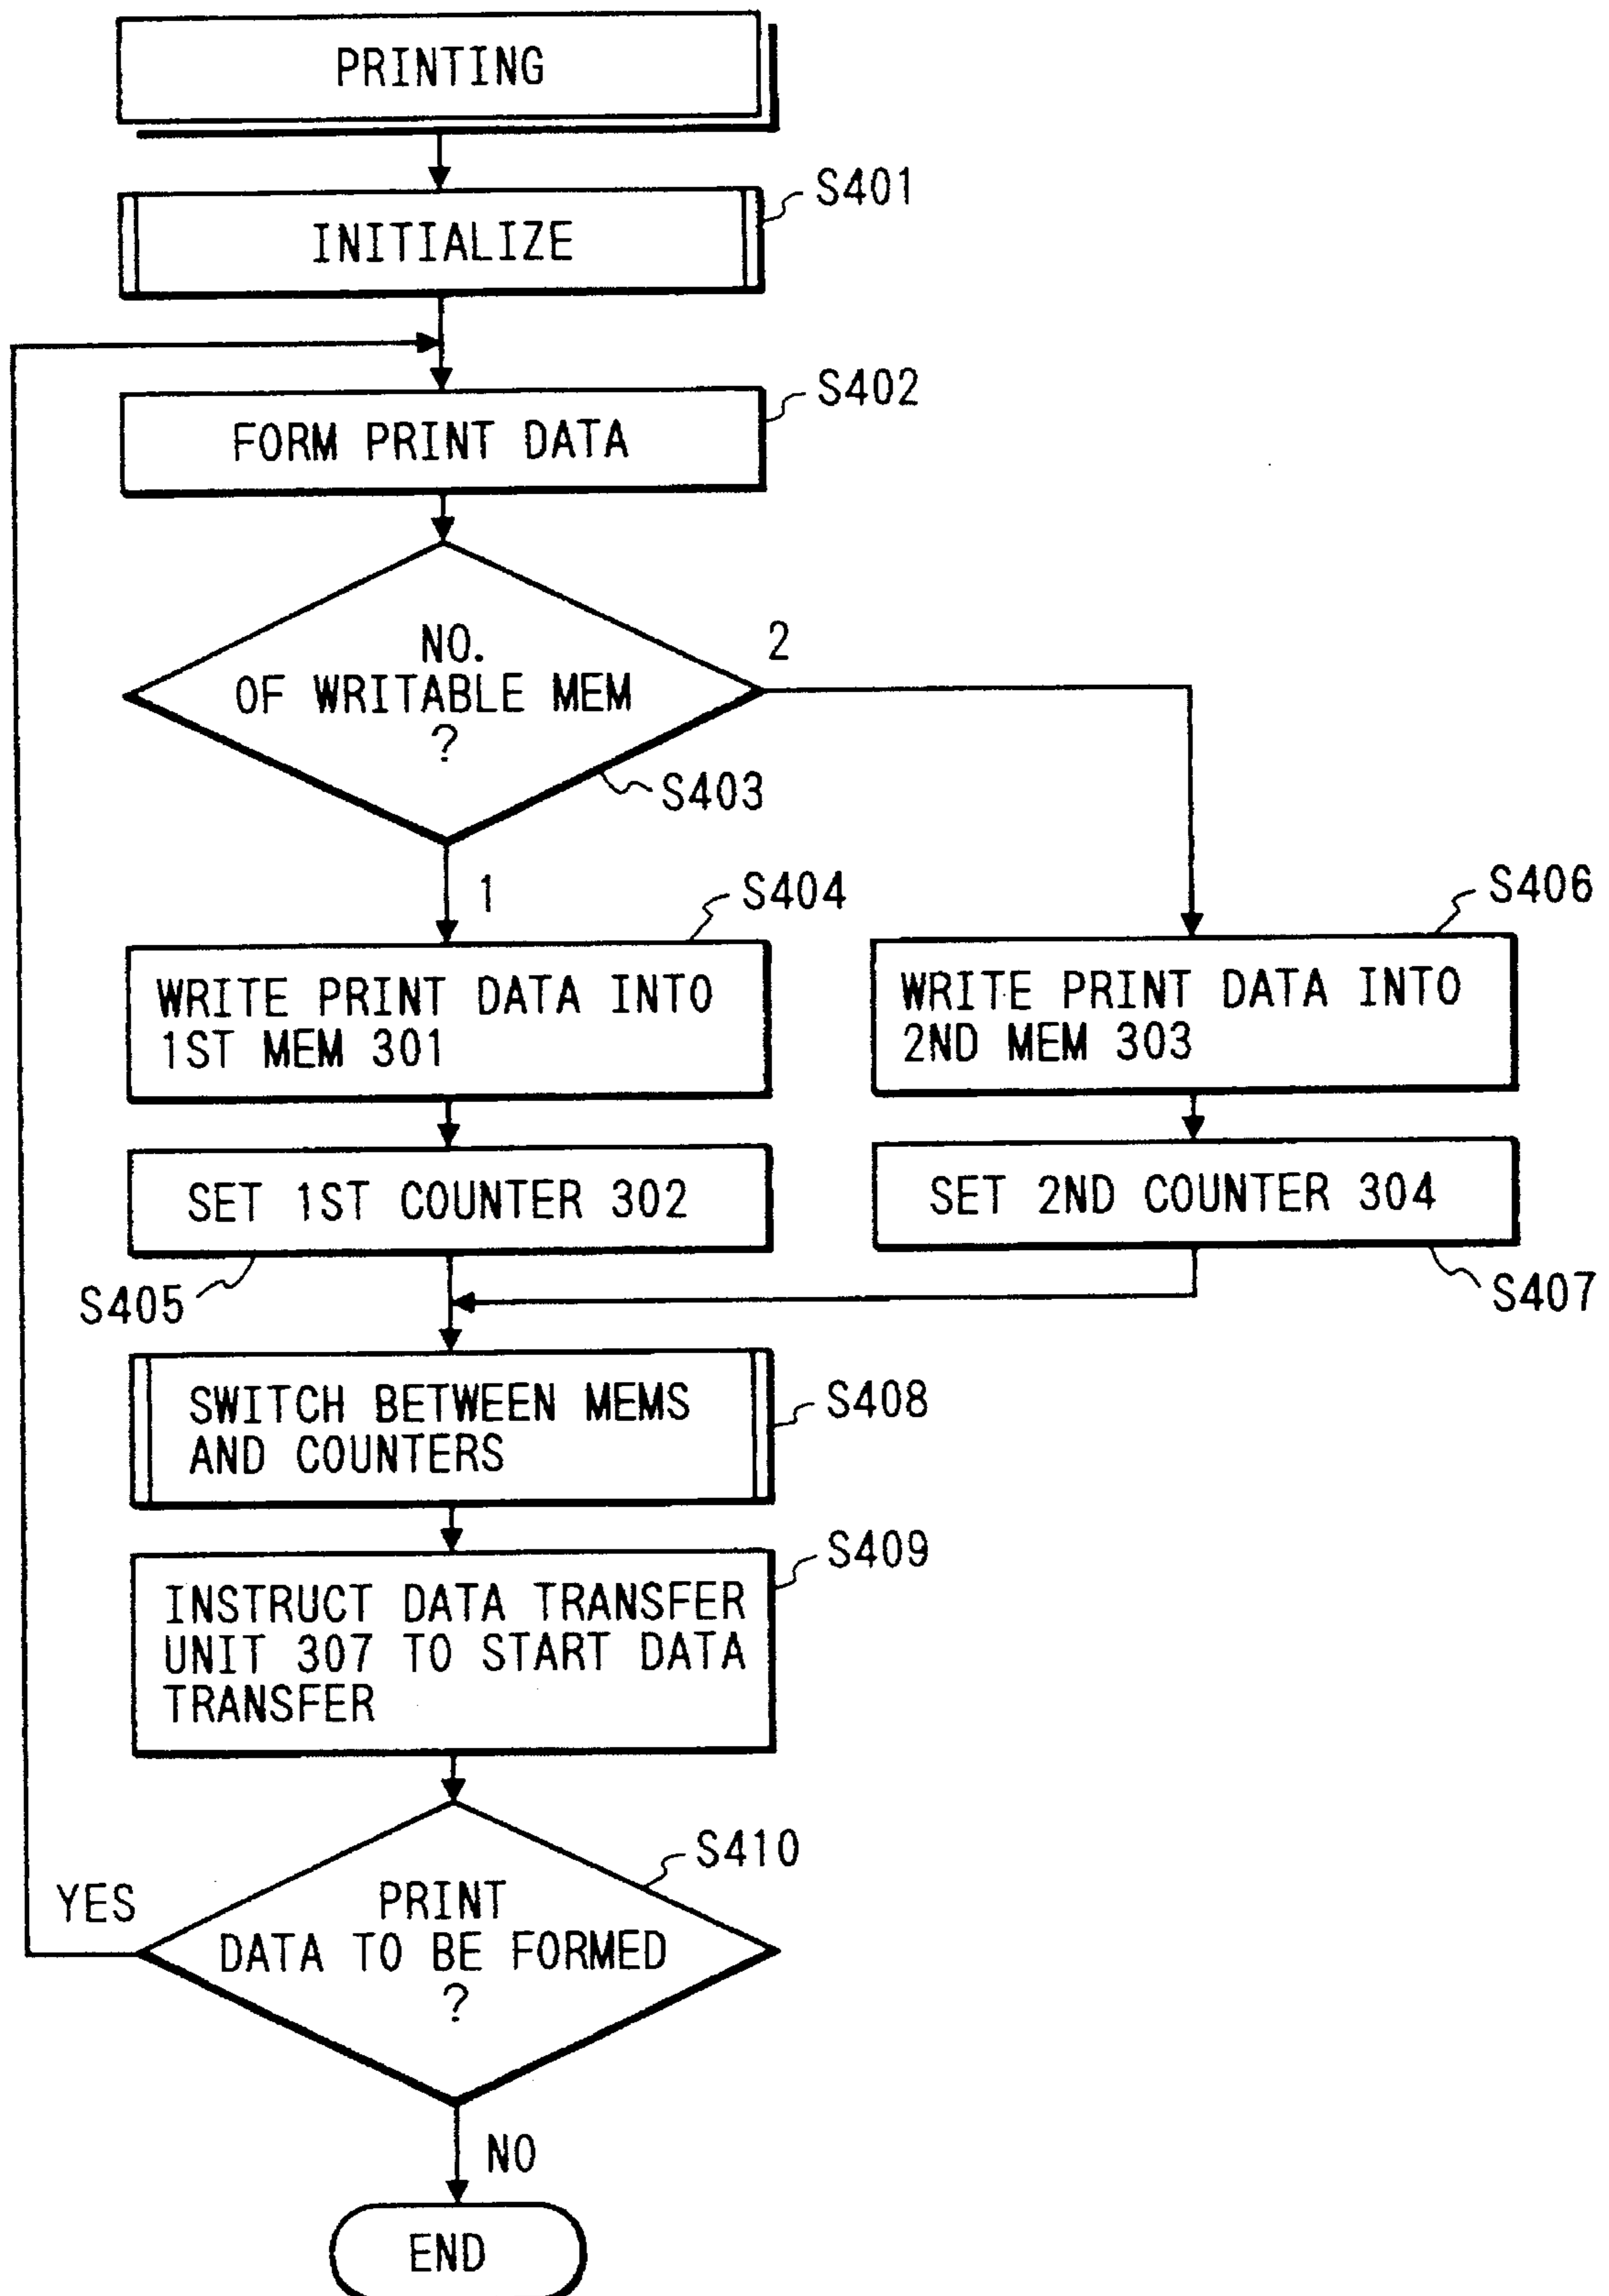 PRINTING
S401
INITIALIZE
S402
FORM PRINT DATA
NO.
OF WRITABLE MEM
?
2
S403
1
S404
WRITE PRINT DATA INTO
1ST MEM 301
S406
WRITE PRINT DATA INTO
2ND MEM 303
SET 1ST COUNTER 302
S405
SET 2ND COUNTER 304
S407
SWITCH BETWEEN MEMS
AND COUNTERS
S408
S409
INSTRUCT DATA TRANSFER
UNIT 307 TO START DATA
TRANSFER
S410
PRINT
DATA TO BE FORMED
?
YES
NO
END